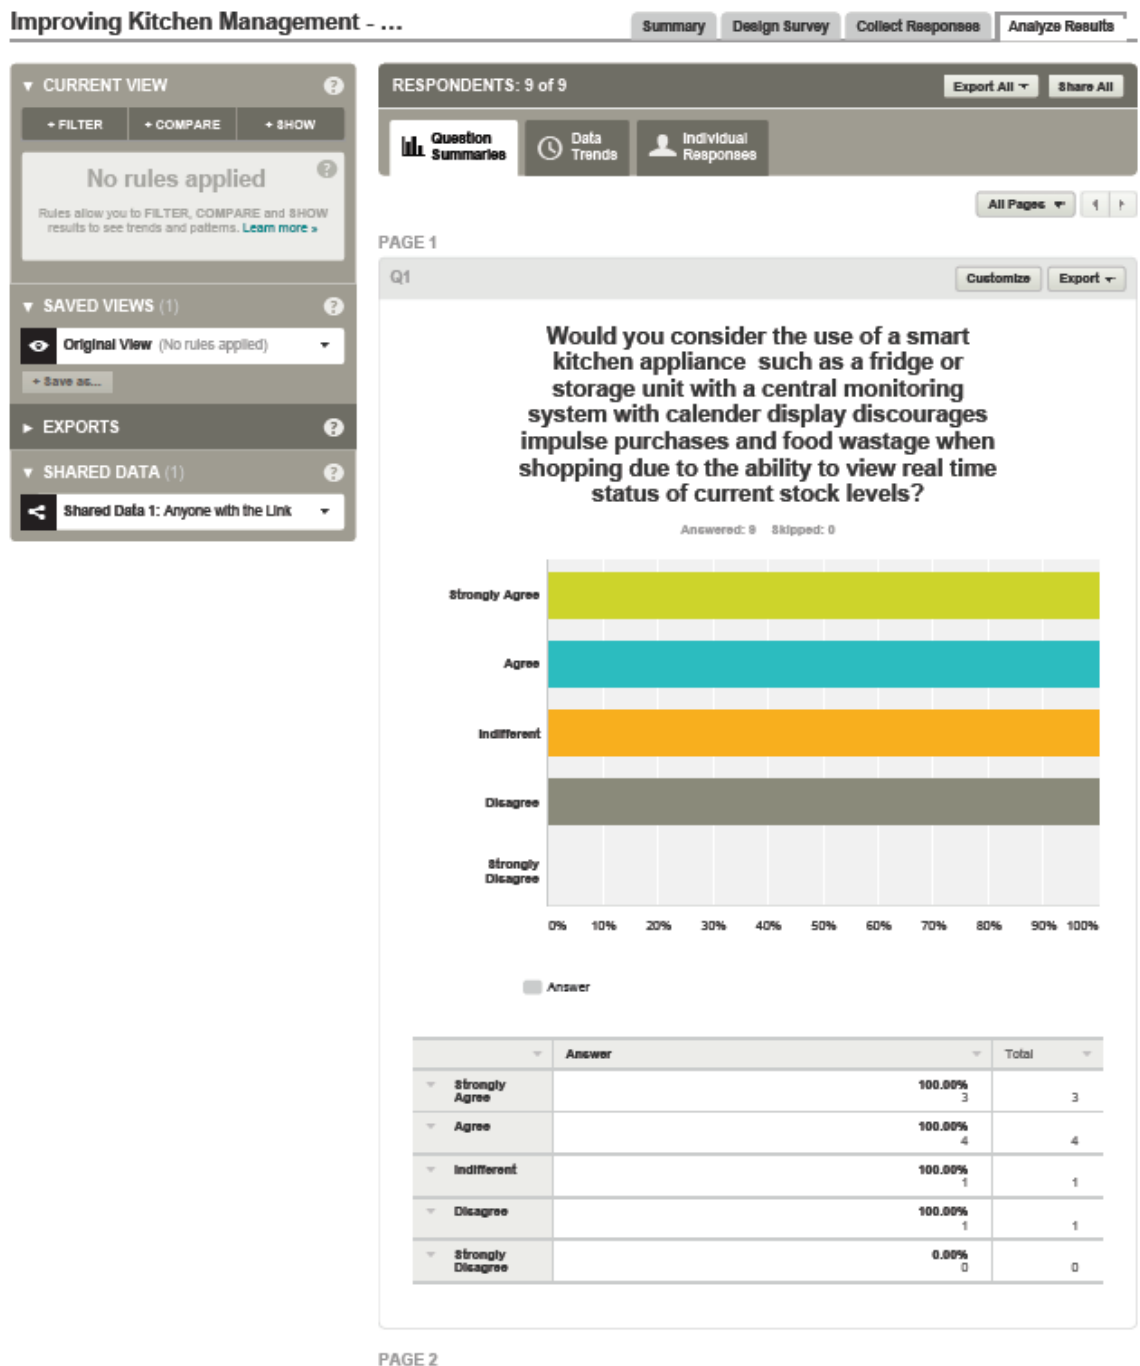 Improving Kitchen Management - ...
Summary
Design Survey
Collect Responses
Analyze Results
▼ CURRENT VIEW ?
+ FILTER
+ COMPARE
+ SHOW
No rules applied ?
Rules allow you to FILTER, COMPARE and SHOW
results to see trends and patterns. Learn more »
▼ SAVED VIEWS (1) ?
Original View (No rules applied)
+ Save as...
► EXPORTS ?
▼ SHARED DATA (1) ?
Shared Data 1: Anyone with the Link
RESPONDENTS: 9 of 9
Export All
Share All
Question
Summaries
Data
Trends
Individual
Responses
All Pages
PAGE 1
Q1
Customize
Export
Would you consider the use of a smart
kitchen appliance such as a fridge or
storage unit with a central monitoring
system with calender display discourages
impulse purchases and food wastage when
shopping due to the ability to view real time
status of current stock levels?
Answered: 9 Skipped: 0
Strongly Agree
Agree
Indifferent
Disagree
Strongly
Disagree
0% 10% 20% 30% 40% 50% 60% 70% 80% 90% 100%
Answer
Answer Total
Strongly
Agree
100.00%
3
3
Agree
100.00%
4
4
Indifferent
100.00%
1
1
Disagree
100.00%
1
1
Strongly
Disagree
0.00%
0
0
PAGE 2